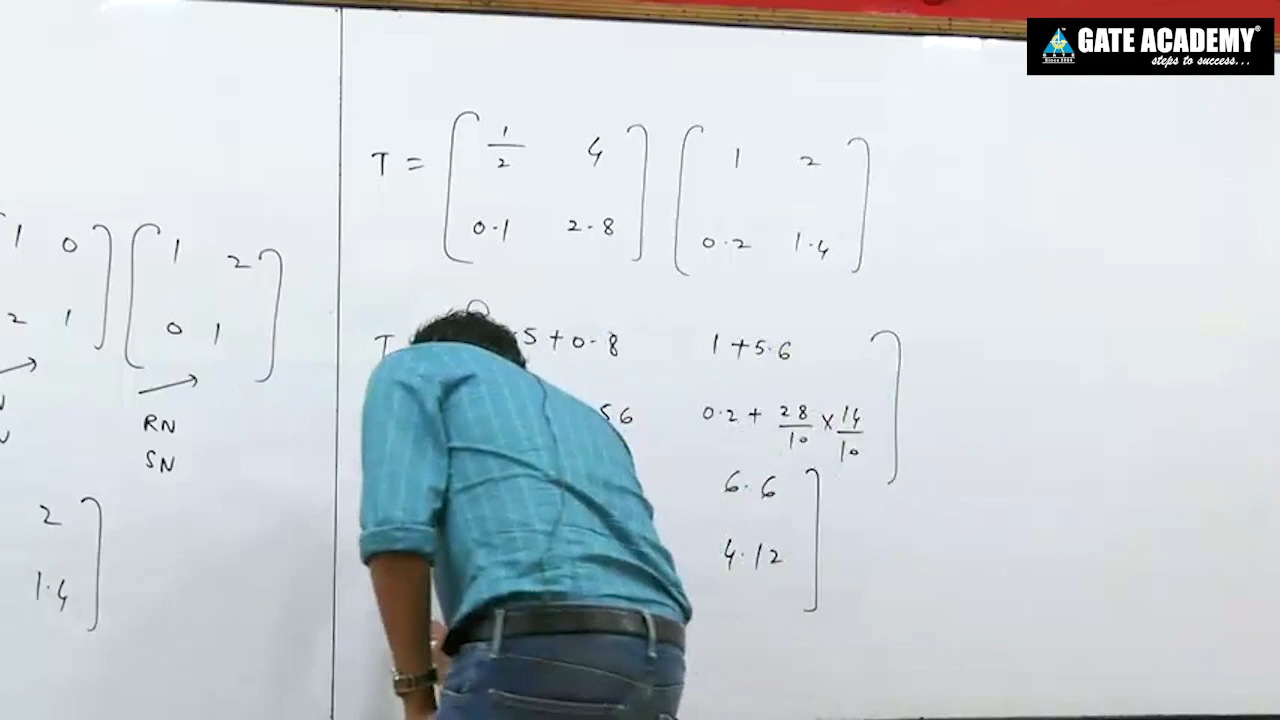 GATE ACADEMY®
steps to success...
Since 2004
1 0
1 2
2 1
0 1
RN
SN
2
1.4
T = 1/2 4 1 2
0.1 2.8 0.2 1.4
T .5 + 0.8 1 + 5.6
56 0.2 + 28/10 × 14/10
6.6
4.12